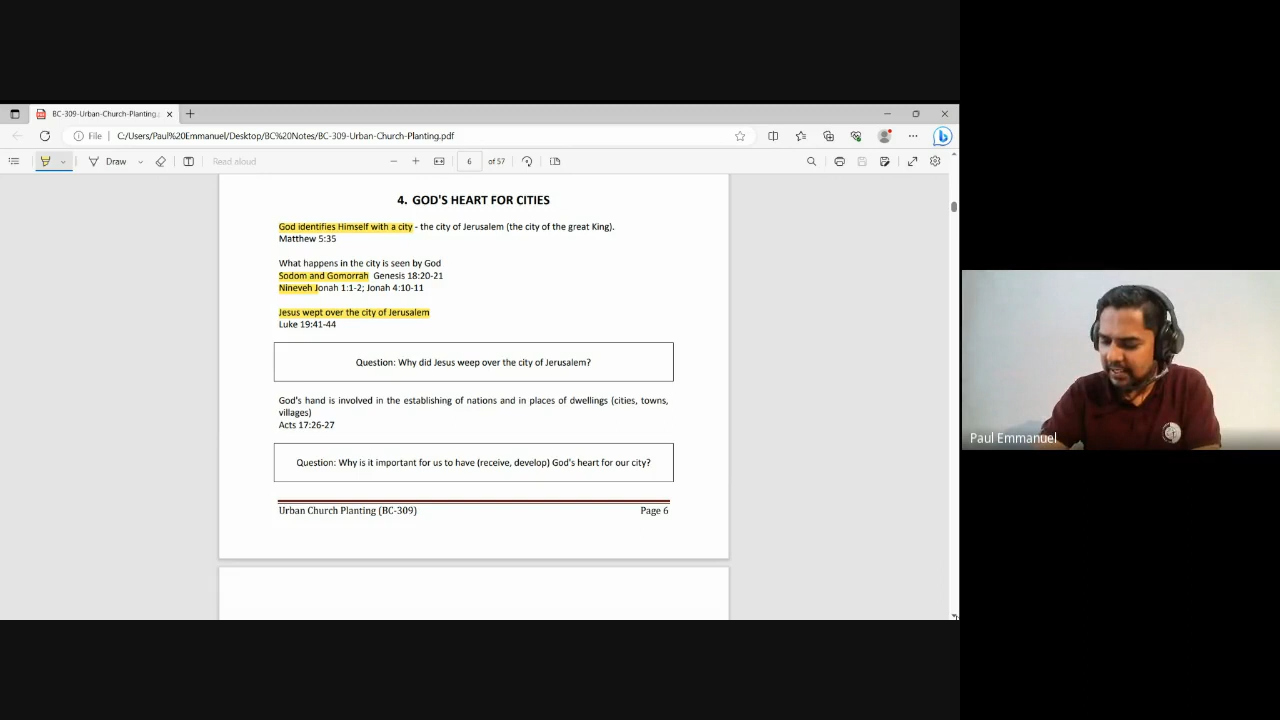 BC-309-Urban-Church-Planting.
File
C:/Users/Paul%20Emmanuel/Desktop/BC%20Notes/BC-309-Urban-Church-Planting.pdf
Draw
Read aloud
6 of 57
4. GOD'S HEART FOR CITIES
God identifies Himself with a city - the city of Jerusalem (the city of the great King).
Matthew 5:35
What happens in the city is seen by God
Sodom and Gomorrah Genesis 18:20-21
Nineveh Jonah 1:1-2; Jonah 4:10-11
Jesus wept over the city of Jerusalem
Luke 19:41-44
Question: Why did Jesus weep over the city of Jerusalem?
God's hand is involved in the establishing of nations and in places of dwellings (cities, towns,
villages)
Acts 17:26-27
Question: Why is it important for us to have (receive, develop) God's heart for our city?
Urban Church Planting (BC-309) Page 6
Paul Emmanuel